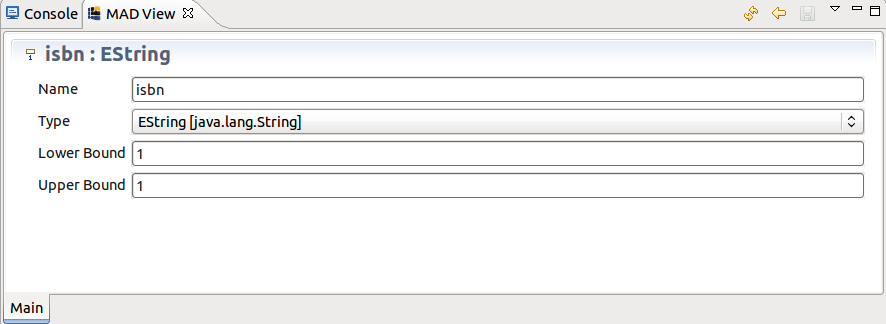 Console MAD View
isbn : EString
Name isbn
Type EString [java.lang.String]
Lower Bound 1
Upper Bound 1
Main